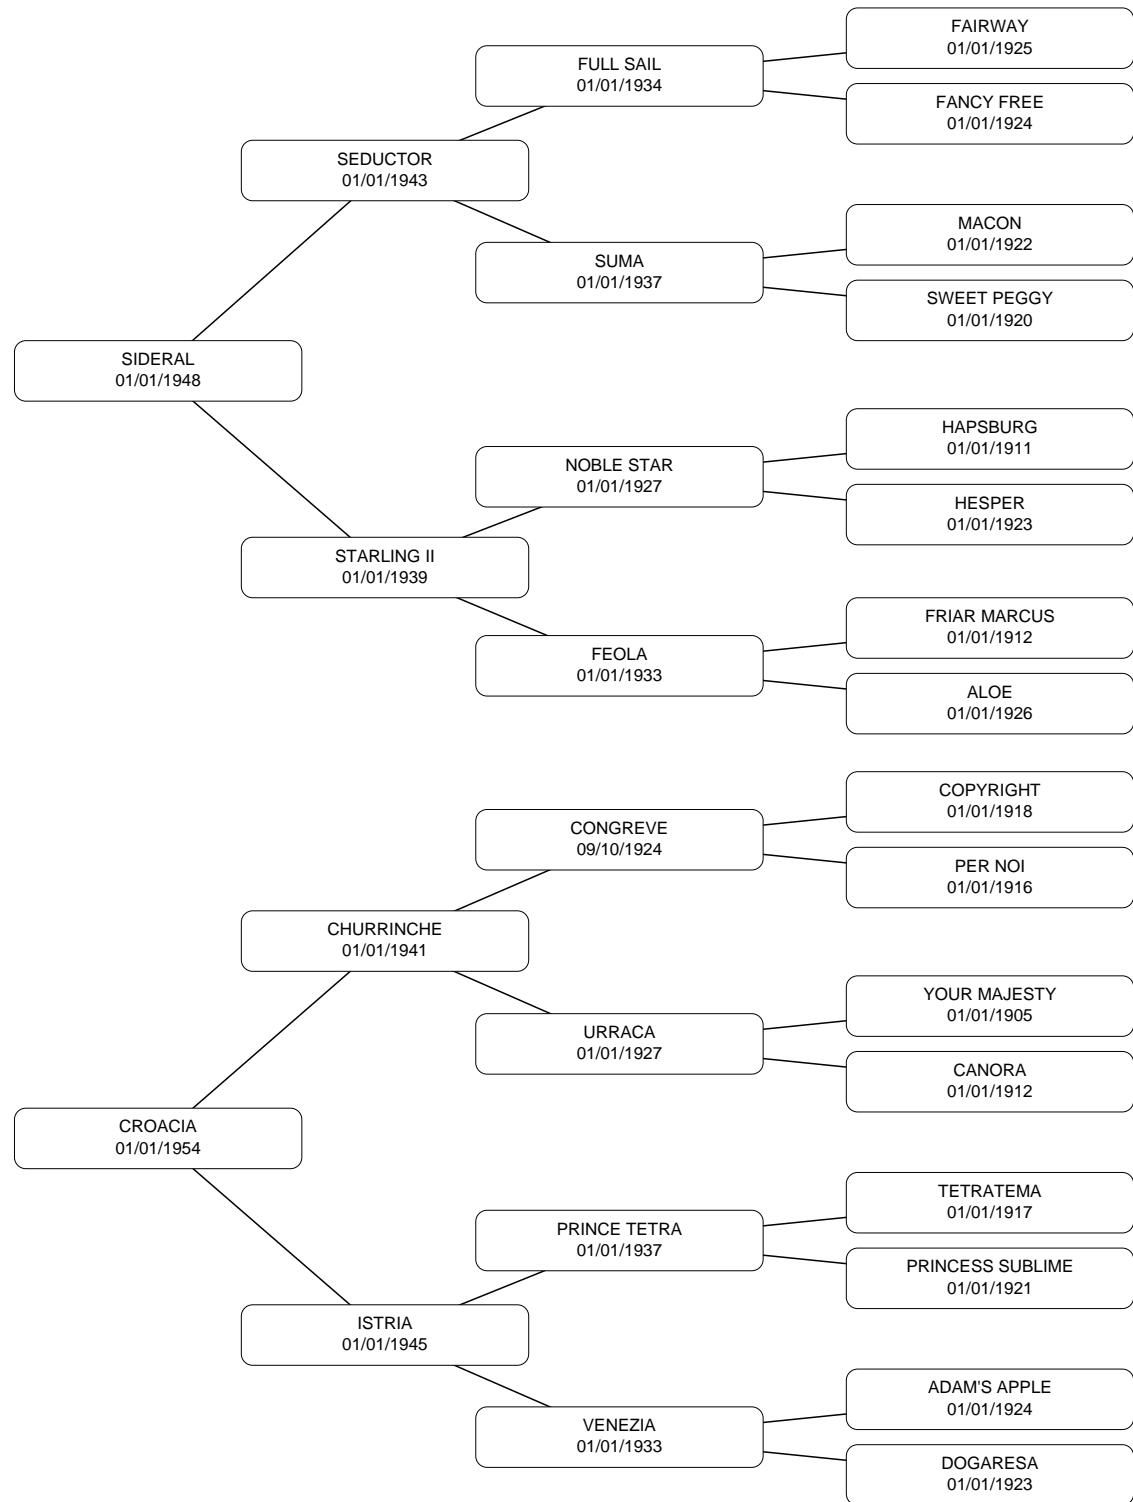 FAIRWAY
01/01/1925
FULL SAIL
01/01/1934
FANCY FREE
01/01/1924
SEDUCTOR
01/01/1943
MACON
01/01/1922
SUMA
01/01/1937
SWEET PEGGY
01/01/1920
SIDERAL
01/01/1948
HAPSBURG
01/01/1911
NOBLE STAR
01/01/1927
HESPER
01/01/1923
STARLING II
01/01/1939
FRIAR MARCUS
01/01/1912
FEOLA
01/01/1933
ALOE
01/01/1926
COPYRIGHT
01/01/1918
CONGREVE
09/10/1924
PER NOI
01/01/1916
CHURRINCHE
01/01/1941
YOUR MAJESTY
01/01/1905
URRACA
01/01/1927
CANORA
01/01/1912
CROACIA
01/01/1954
TETRATEMA
01/01/1917
PRINCE TETRA
01/01/1937
PRINCESS SUBLIME
01/01/1921
ISTRIA
01/01/1945
ADAM'S APPLE
01/01/1924
VENEZIA
01/01/1933
DOGARESA
01/01/1923